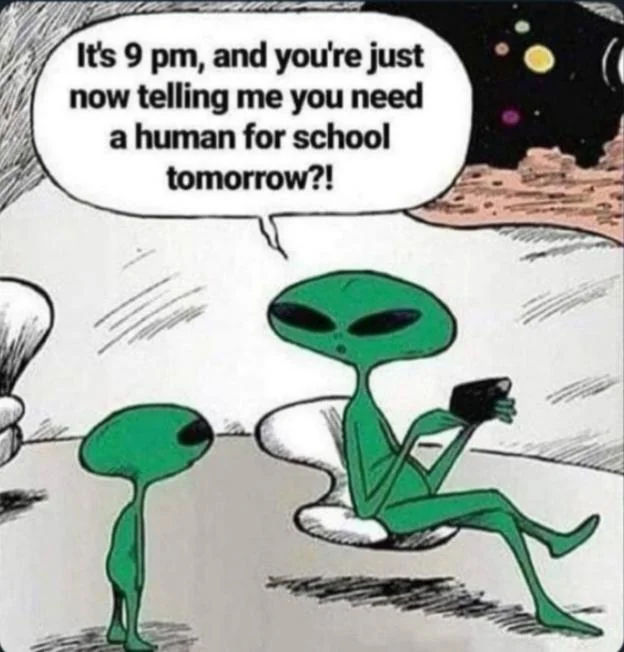 It's 9 pm, and you're just
now telling me you need
a human for school
tomorrow?!